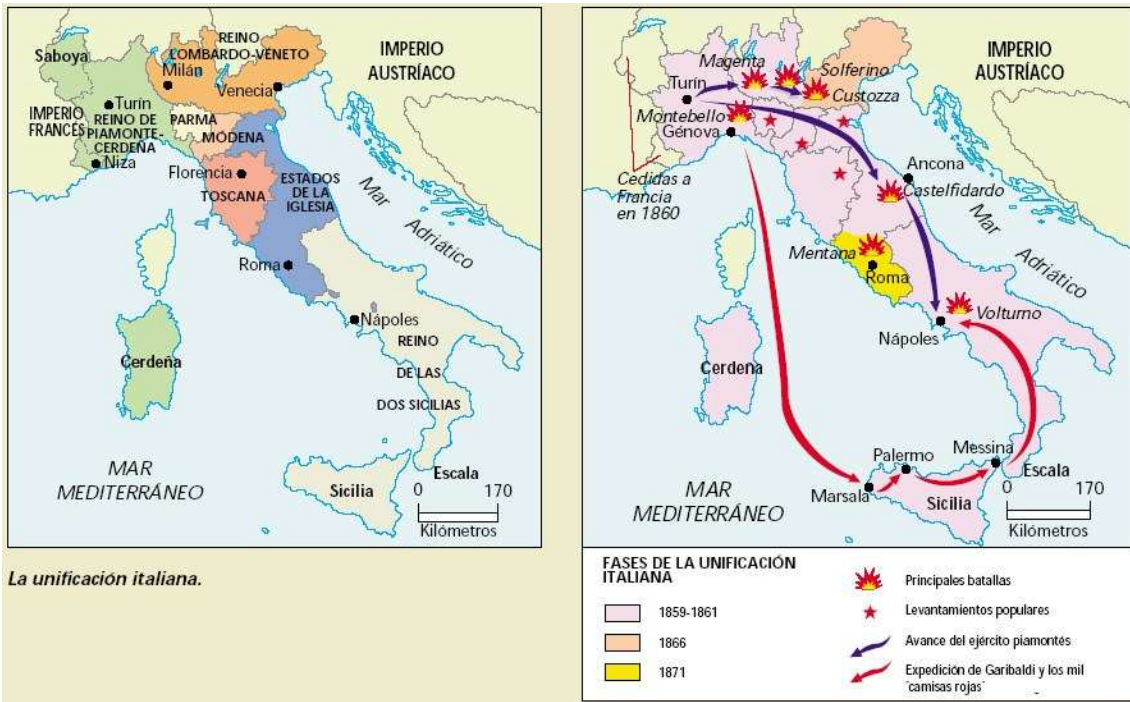 REINO
LOMBARDO-VÉNETO
IMPERIO
AUSTRÍACO
Saboya
Milán
Venecia
IMPERIO
FRANCÉS
Turín
REINO DE
PIAMONTE-
CERDEÑA
PARMA
MÓDENA
Niza
Florencia
TOSCANA
ESTADOS
DE LA
IGLESIA
Mar
Adriático
Roma
Nápoles
REINO
DE LAS
DOS SICILIAS
Cerdeña
MAR
MEDITERRÁNEO
Sicilia
Escala
0 170
Kilómetros
La unificación italiana.
IMPERIO
AUSTRÍACO
Magenta
Solferino
Custozza
Turín
Montebello
Génova
Cedidas a
Francia
en 1860
Ancona
Castelfidardo
Mar
Adriático
Mentana
Roma
Volturno
Nápoles
Cerdeña
Palermo
Messina
Marsala
Sicilia
MAR
MEDITERRÁNEO
Escala
0 170
Kilómetros
FASES DE LA UNIFICACIÓN
ITALIANA
1859-1861
1866
1871
Principales batallas
Levantamientos populares
Avance del ejército piamontés
Expedición de Garibaldi y los mil
"camisas rojas"